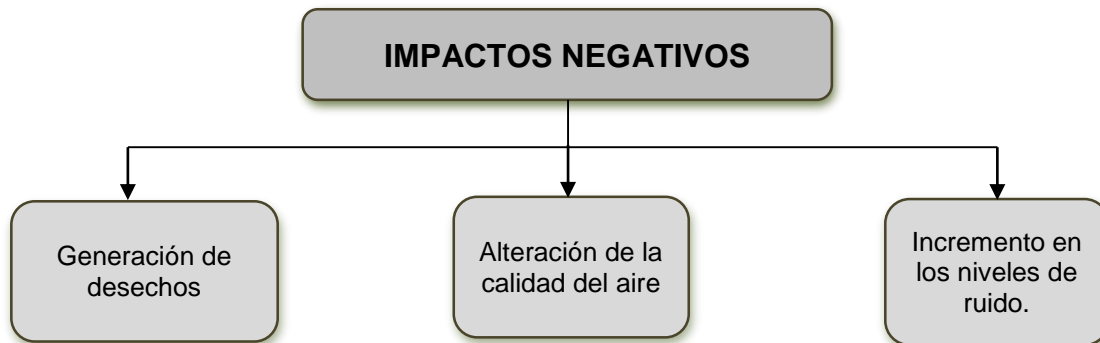 IMPACTOS NEGATIVOS
Generación de
desechos
Alteración de la
calidad del aire
Incremento en
los niveles de
ruido.